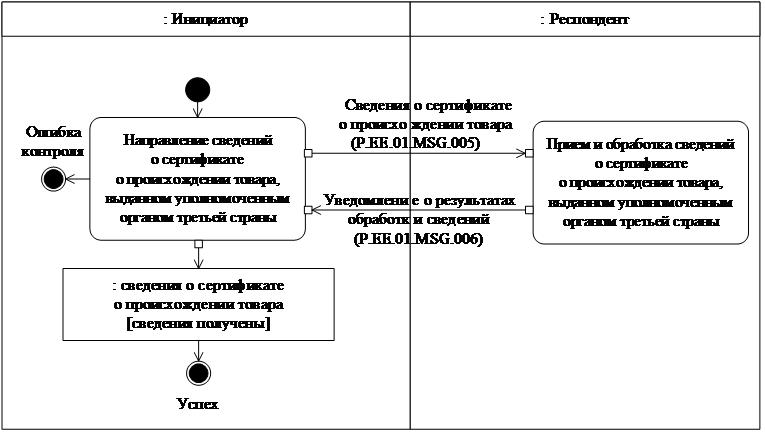 : Инициатор
: Респондент
Ошибка
контроля
Направление сведений
о сертификате
о происхождении товара,
выданном уполномоченным
органом третьей страны
Сведения о сертификате
о происхождении товара
(P.EE.01.MSG.005)
Прием и обработка сведений
о сертификате
о происхождении товара,
выданном уполномоченным
органом третьей страны
Уведомление о результатах
обработки сведений
(P.EE.01.MSG.006)
: сведения о сертификате
о происхождении товара
[сведения получены]
Успех